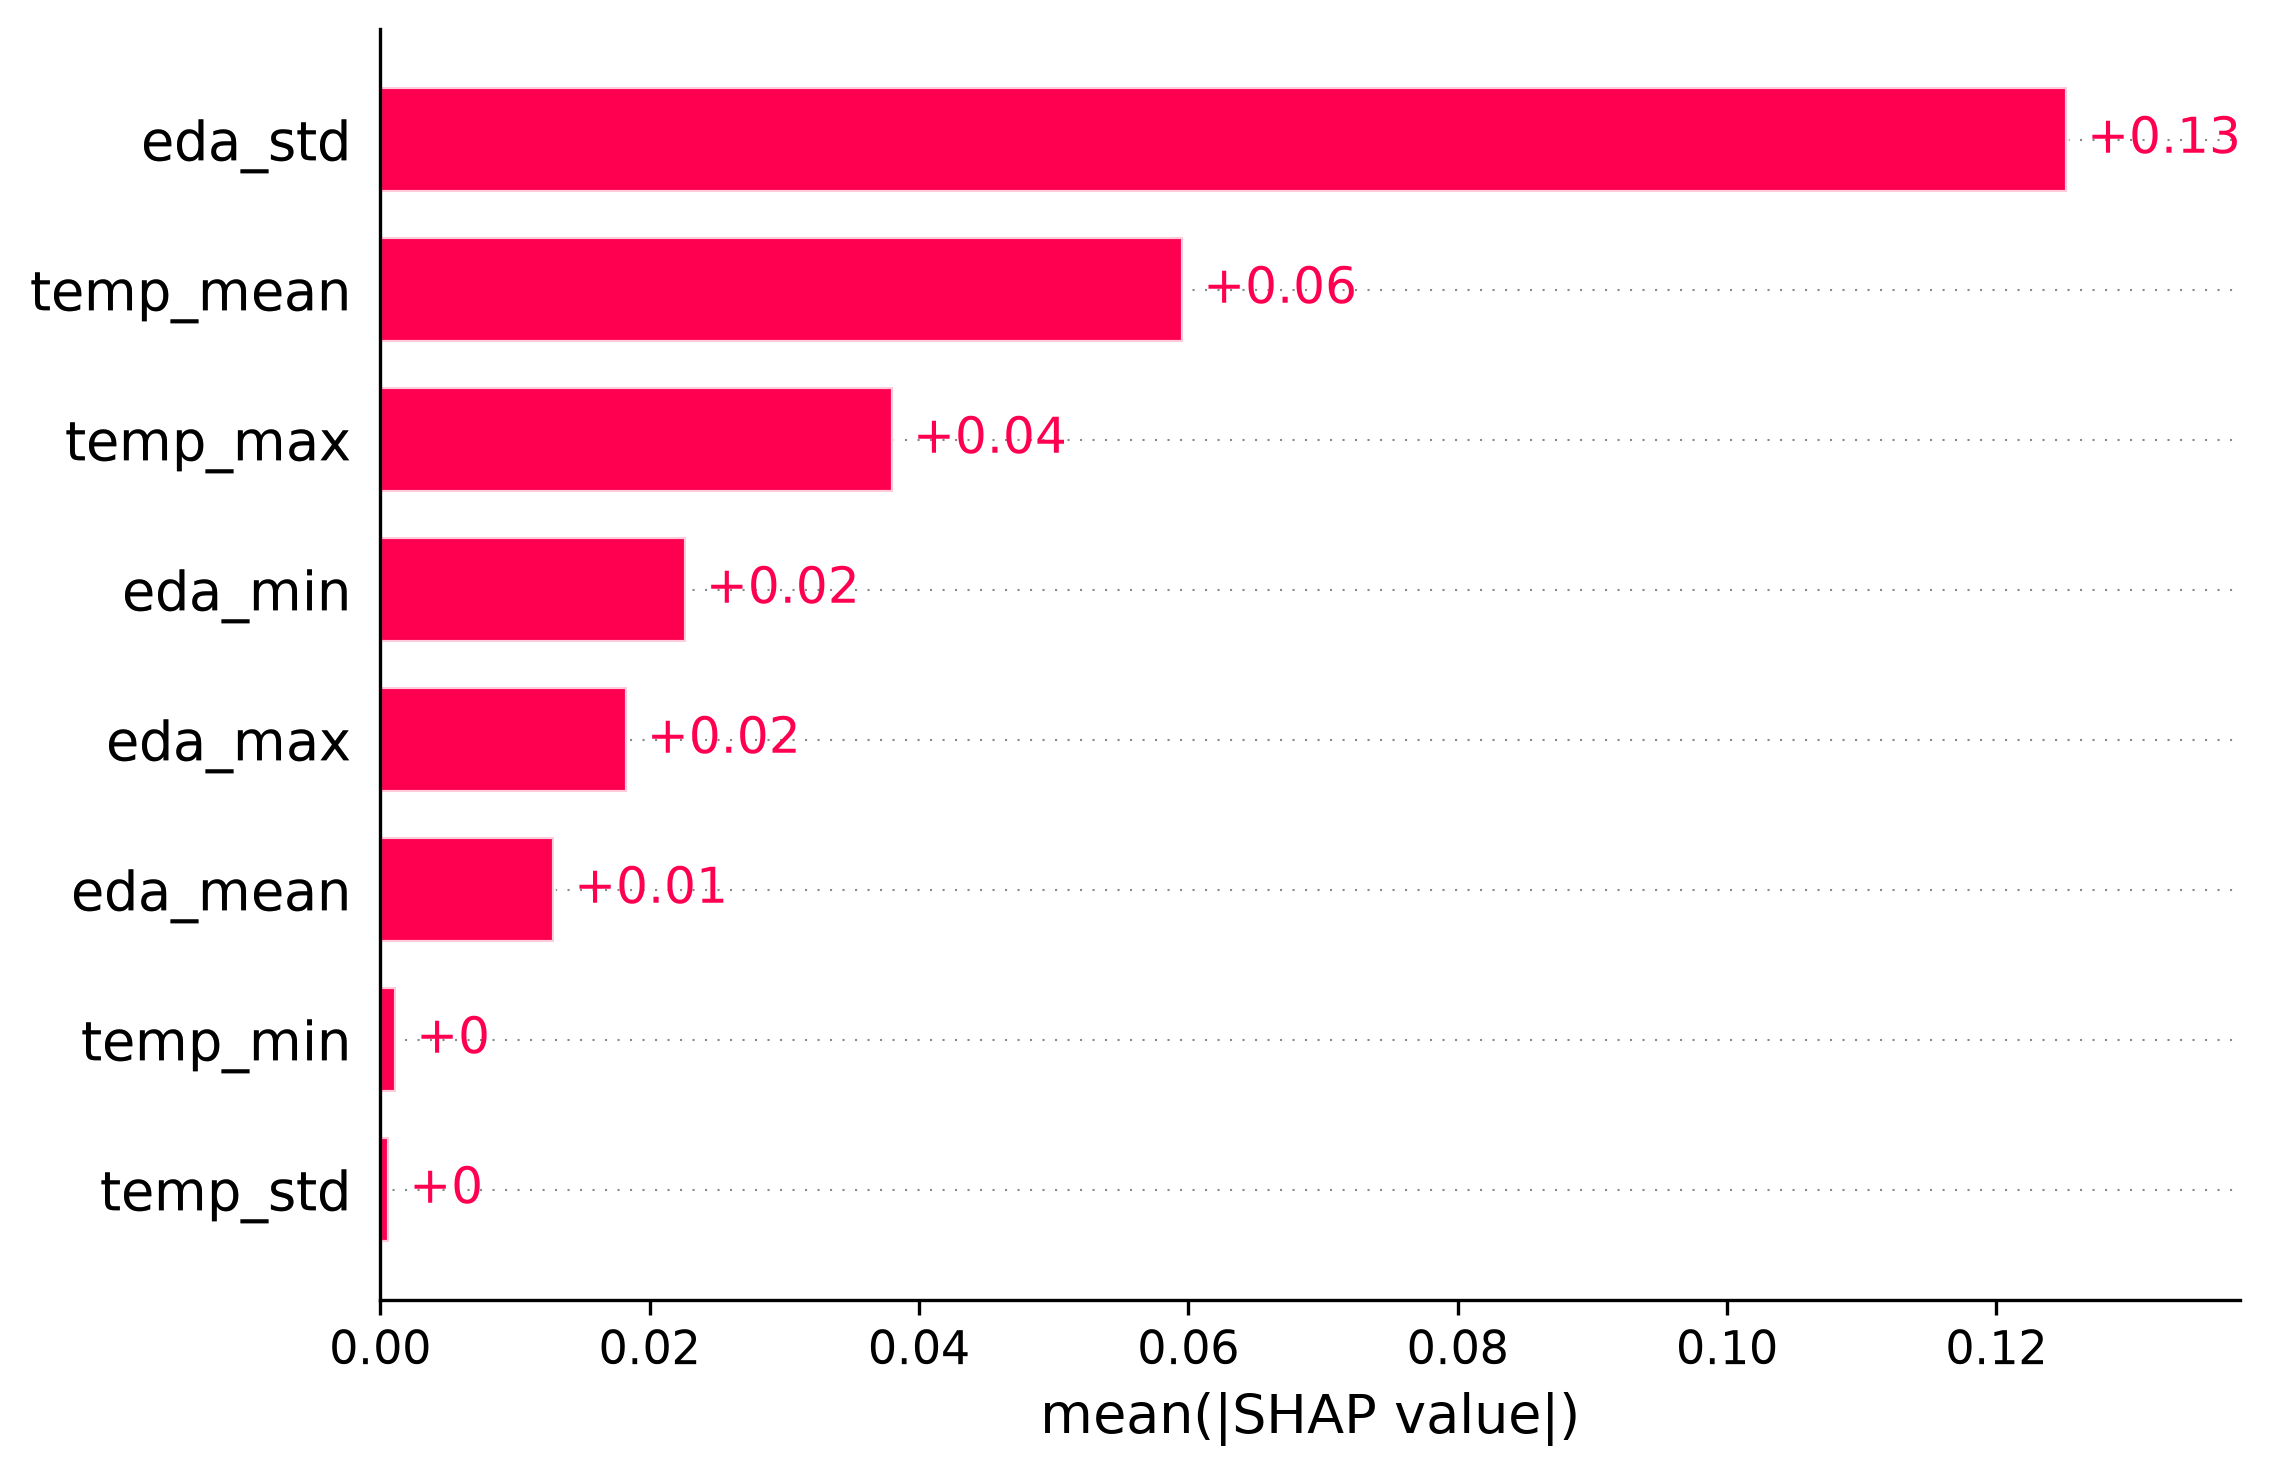 eda_std +0.13
temp_mean +0.06
temp_max +0.04
eda_min +0.02
eda_max +0.02
eda_mean +0.01
temp_min +0
temp_std +0
0.00 0.02 0.04 0.06 0.08 0.10 0.12
mean(|SHAP value|)